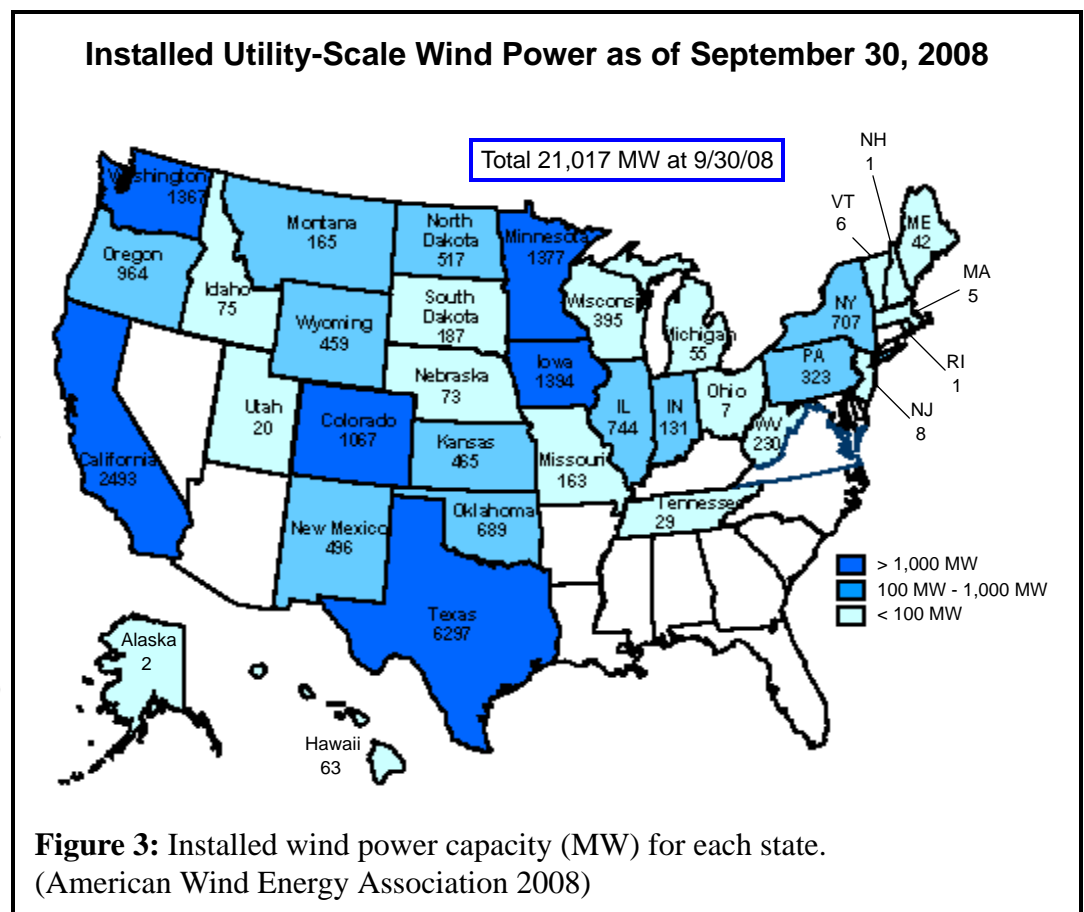 Installed Utility-Scale Wind Power as of September 30, 2008
Total 21,017 MW at 9/30/08
NH
1
VT
6
ME
42
MA
5
RI
1
NJ
8
Washington
1367
Oregon
964
California
2493
Idaho
75
Montana
165
Wyoming
459
Utah
20
Colorado
1067
New Mexico
496
North
Dakota
517
South
Dakota
187
Nebraska
73
Kansas
465
Oklahoma
689
Texas
6297
Minnesota
1377
Iowa
1394
Missouri
163
Wisconsi
395
IL
744
IN
131
Michigan
55
Ohio
7
WV
230
Tennessee
29
PA
323
NY
707
Alaska
2
Hawaii
63
> 1,000 MW
100 MW - 1,000 MW
< 100 MW
Figure 3: Installed wind power capacity (MW) for each state.
(American Wind Energy Association 2008)